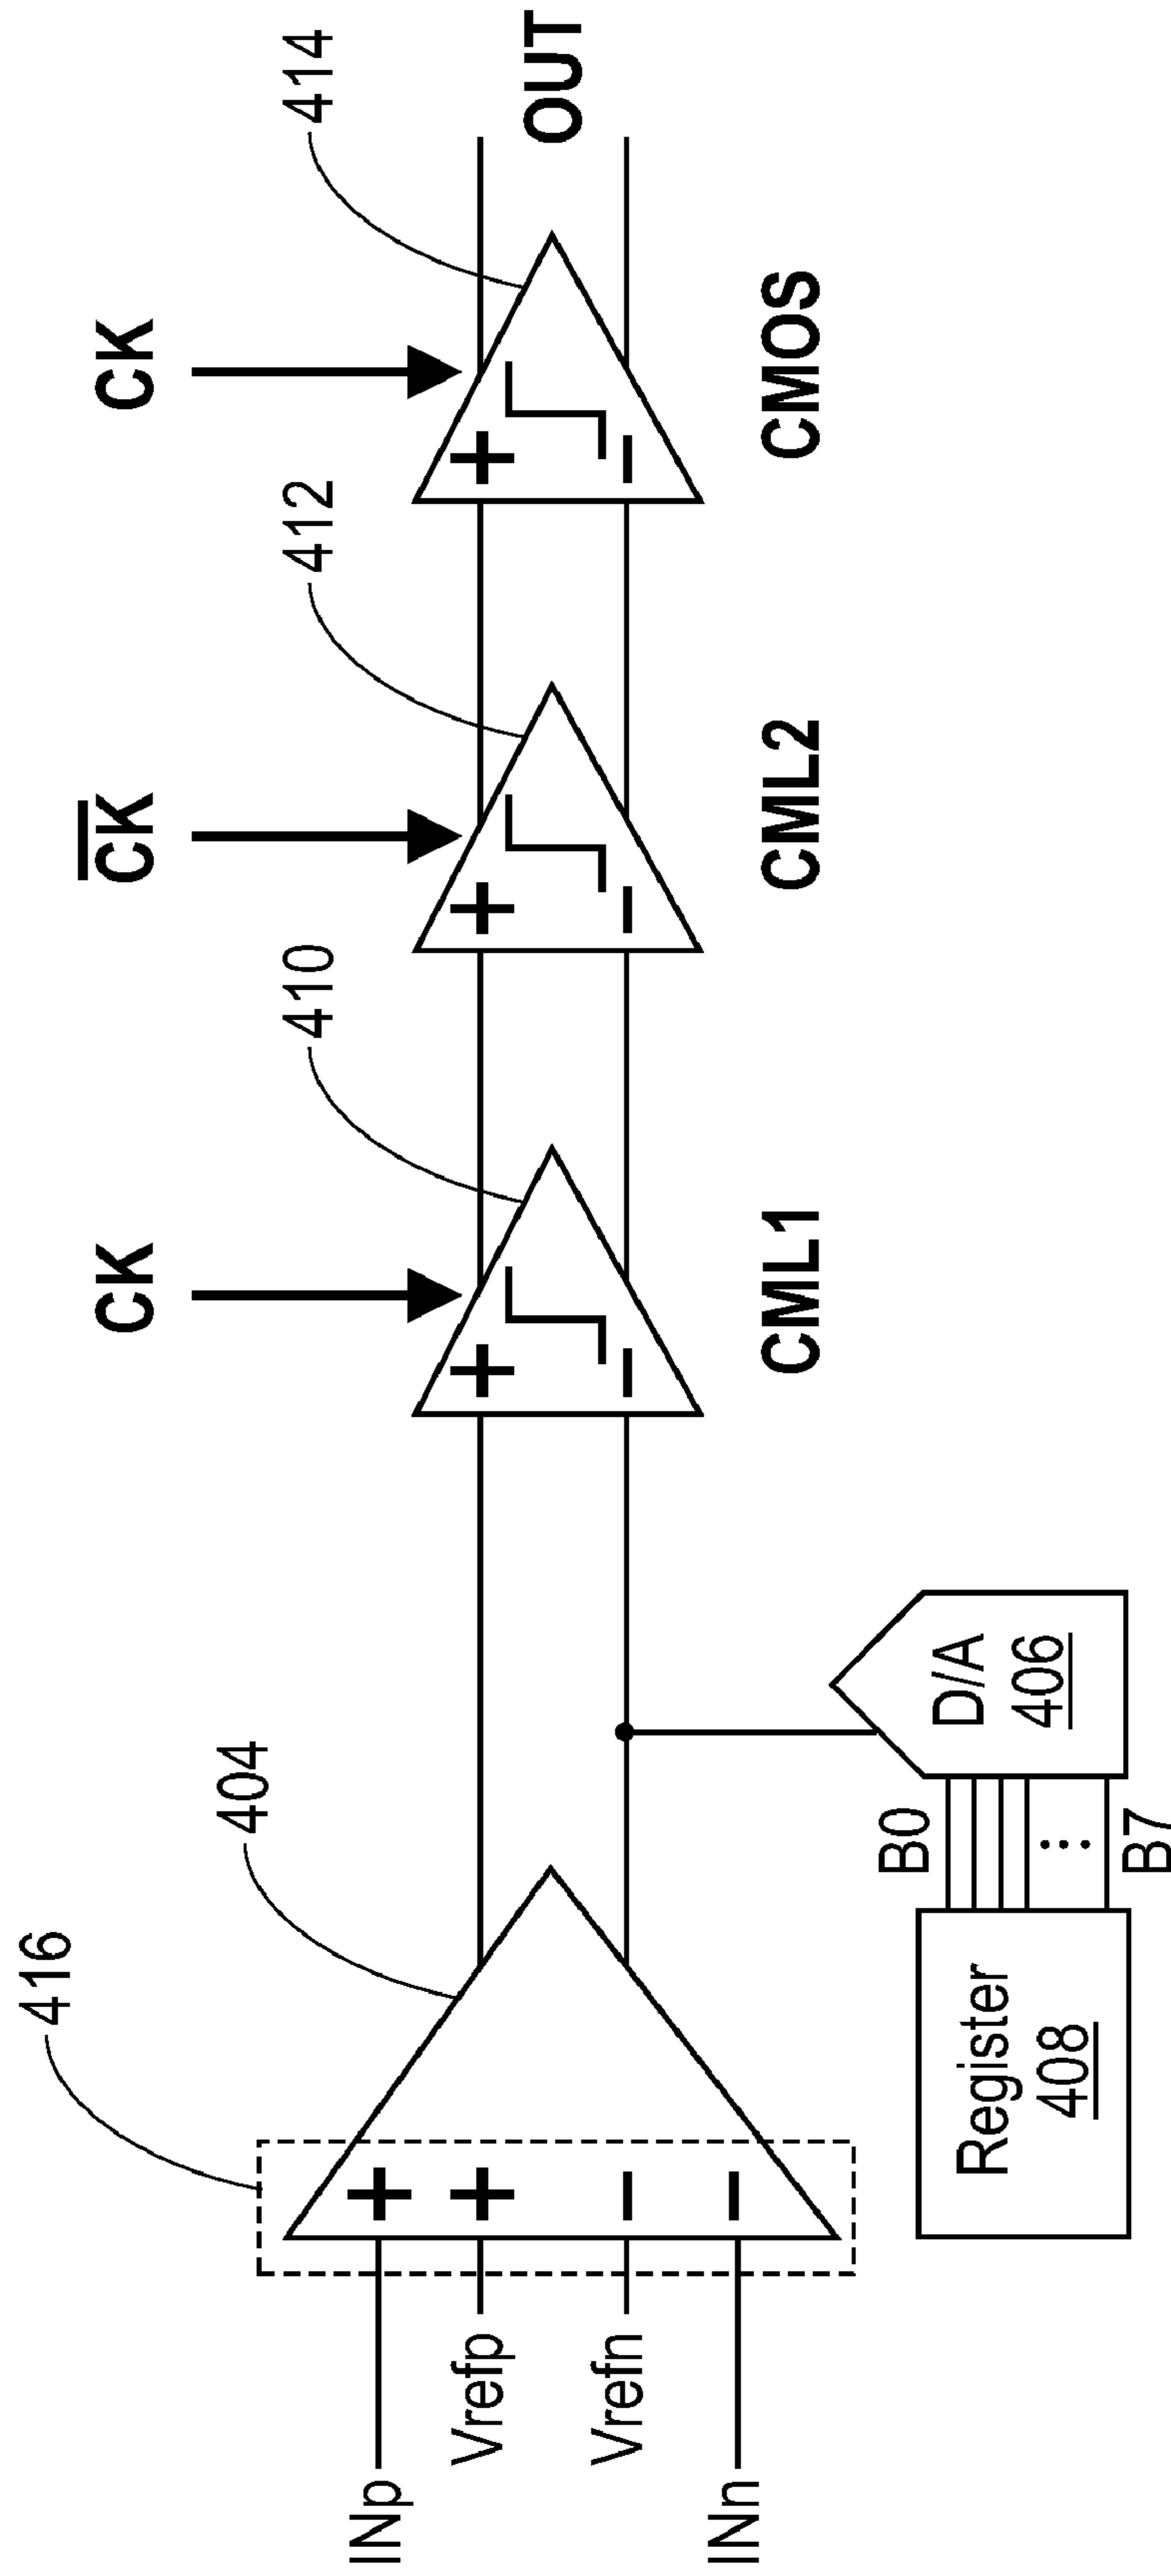 416
404
410
412
414
CK
C̅K̅
CK
INp
Vrefp
Vrefn
INn
OUT
CML1
CML2
CMOS
Register
408
B0
⋮
B7
D/A
406